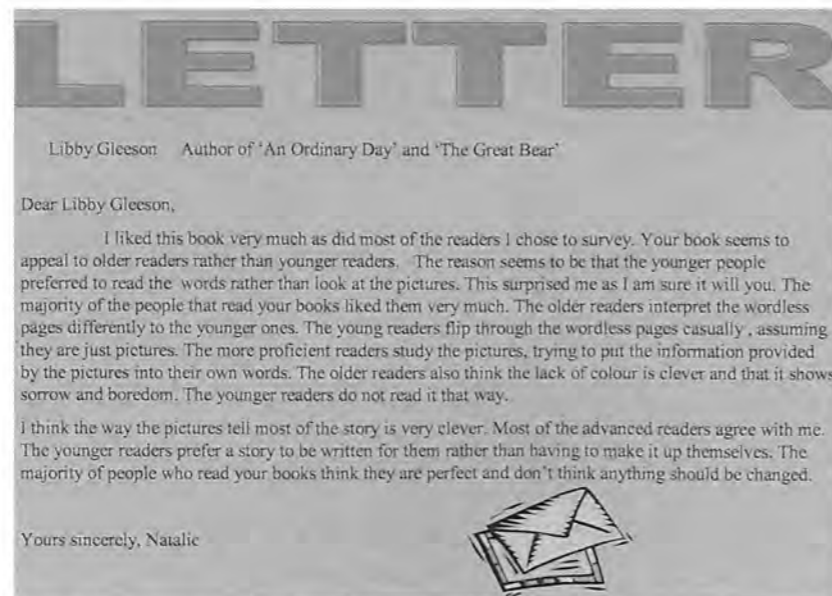 LETTER
Libby Gleeson Author of 'An Ordinary Day' and 'The Great Bear'
Dear Libby Gleeson,
I liked this book very much as did most of the readers I chose to survey. Your book seems to
appeal to older readers rather than younger readers. The reason seems to be that the younger people
preferred to read the words rather than look at the pictures. This surprised me as I am sure it will you. The
majority of the people that read your books liked them very much. The older readers interpret the wordless
pages differently to the younger ones. The young readers flip through the wordless pages casually , assuming
they are just pictures. The more proficient readers study the pictures, trying to put the information provided
by the pictures into their own words. The older readers also think the lack of colour is clever and that it shows
sorrow and boredom. The younger readers do not read it that way.
I think the way the pictures tell most of the story is very clever. Most of the advanced readers agree with me.
The younger readers prefer a story to be written for them rather than having to make it up themselves. The
majority of people who read your books think they are perfect and don't think anything should be changed.
Yours sincerely, Natalie